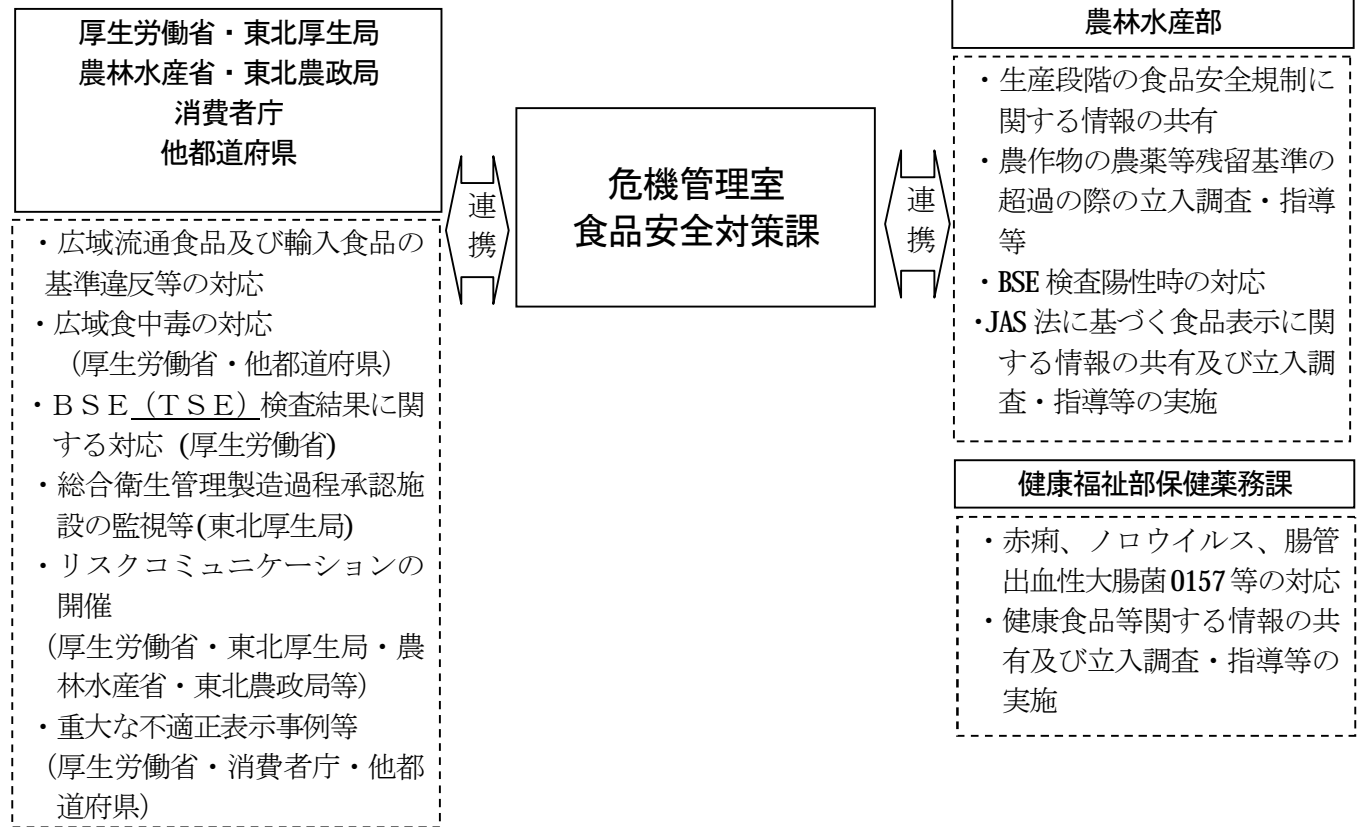 厚生労働省・東北厚生局
農林水産省・東北農政局
消費者庁
他都道府県
・広域流通食品及び輸入食品の
基準違反等の対応
・広域食中毒の対応
（厚生労働省・他都道府県）
・ＢＳＥ（ＴＳＥ）検査結果に関
する対応 (厚生労働省)
・総合衛生管理製造過程承認施
設の監視等(東北厚生局)
・リスクコミュニケーションの
開催
（厚生労働省・東北厚生局・農
林水産省・東北農政局等）
・重大な不適正表示事例等
（厚生労働省・消費者庁・他都
道府県）
連
携
危機管理室
食品安全対策課
連
携
農林水産部
・生産段階の食品安全規制に
関する情報の共有
・農作物の農薬等残留基準の
超過の際の立入調査・指導
等
・BSE 検査陽性時の対応
・JAS 法に基づく食品表示に関
する情報の共有及び立入調
査・指導等の実施
健康福祉部保健薬務課
・赤痢、ノロウイルス、腸管
出血性大腸菌 0157 等の対応
・健康食品等関する情報の共
有及び立入調査・指導等の
実施